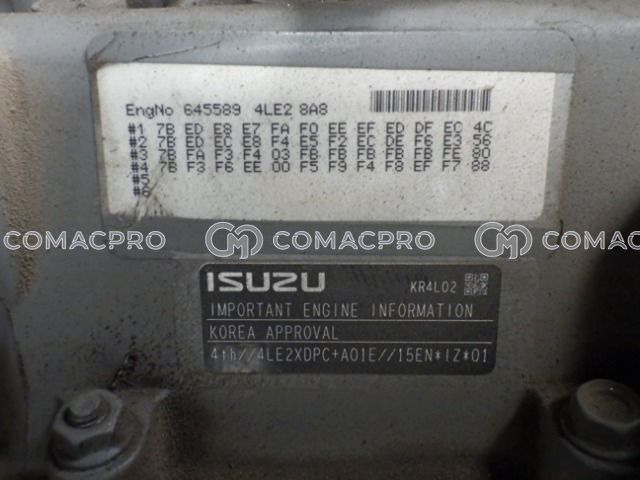 EngNo 645589 4LE2 8A8
#1 7B ED E8 E7 FA F0 EE EF ED DF EC 4C
#2 7B ED EC E8 F4 E5 F2 EC DE F6 E3 56
#3 7B FA F3 F4 03 FB FB FB FB FB FE 80
#4 7B F3 F6 EE 00 F5 F9 F4 F8 EF F7 88
#5
#6
COMACPRO COMACPRO COMACPRO
ISUZU KR4L02
IMPORTANT ENGINE INFORMATION
KOREA APPROVAL
4th//4LE2XDPC+A01E//15EN*IZ*01